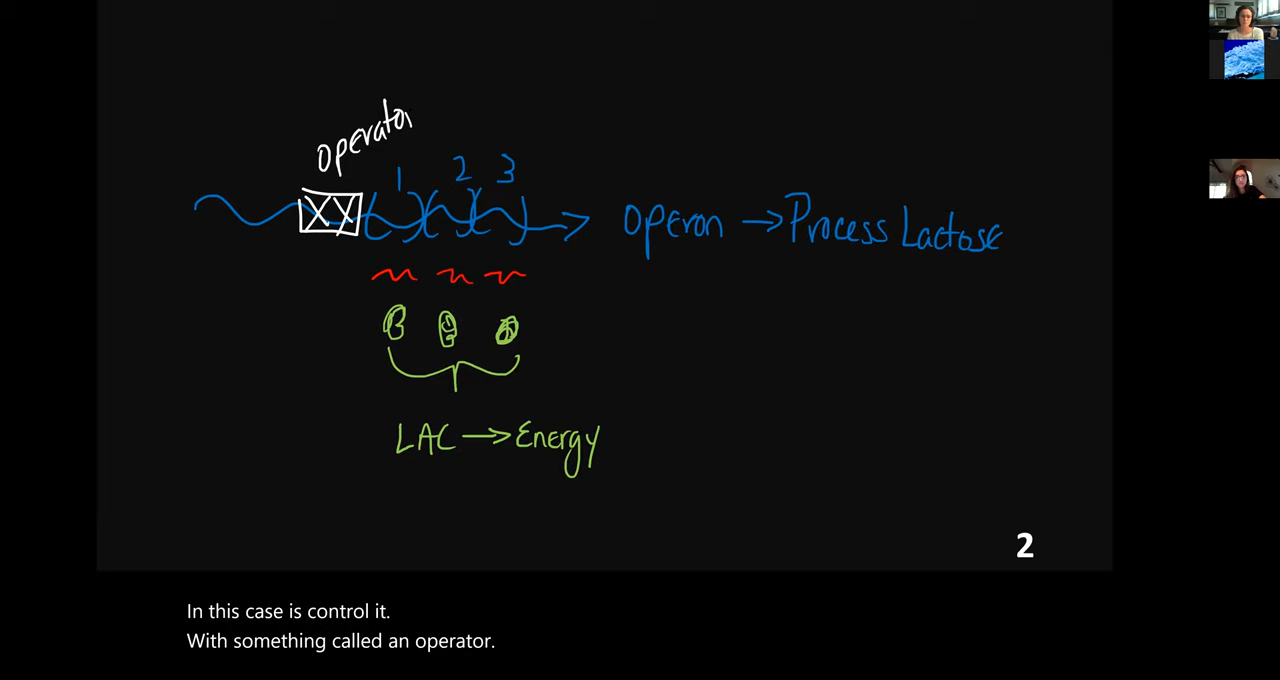 operator
1 2 3
operon → Process Lactose
LAC → Energy
2
In this case is control it.
With something called an operator.